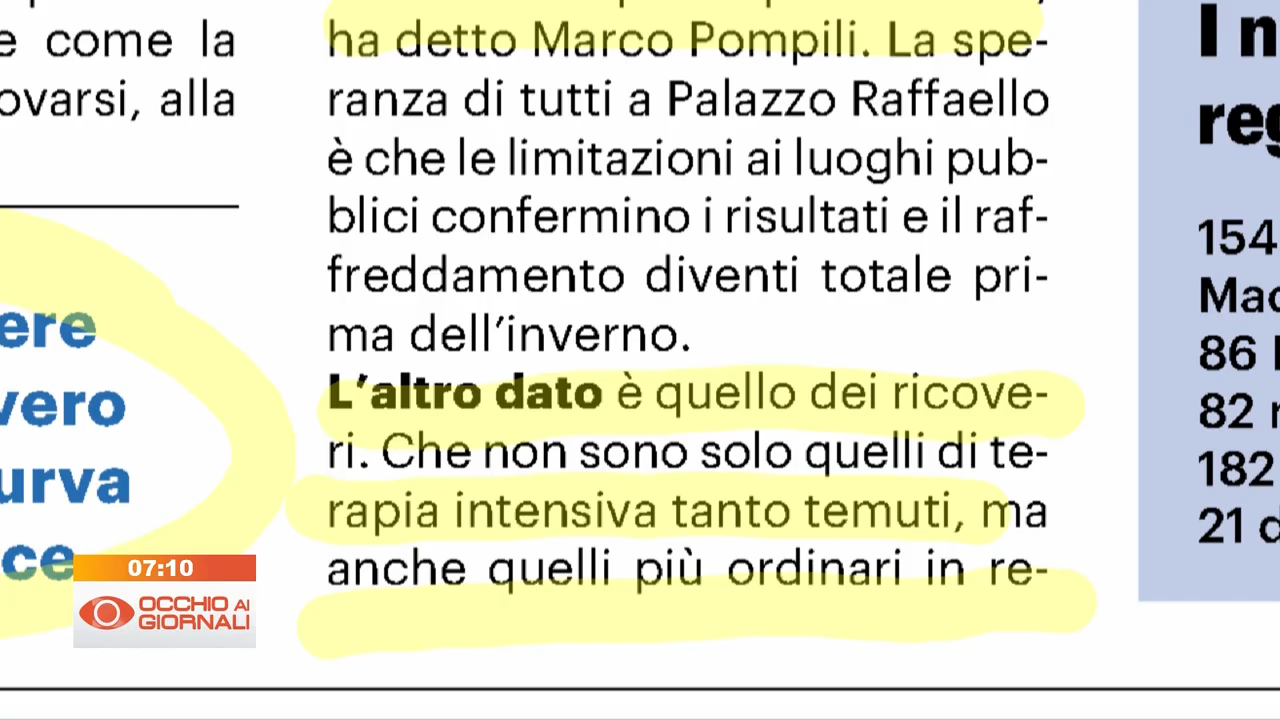 e come la
ovarsi, alla
ere
vero
urva
ce
ha detto Marco Pompili. La spe-
ranza di tutti a Palazzo Raffaello
è che le limitazioni ai luoghi pub-
blici confermino i risultati e il raf-
freddamento diventi totale pri-
ma dell'inverno.
L'altro dato è quello dei ricove-
ri. Che non sono solo quelli di te-
rapia intensiva tanto temuti, ma
anche quelli più ordinari in re-
I n
reg
154
Mac
86
82
182
21 d
07:10
OCCHIO AI
GIORNALI